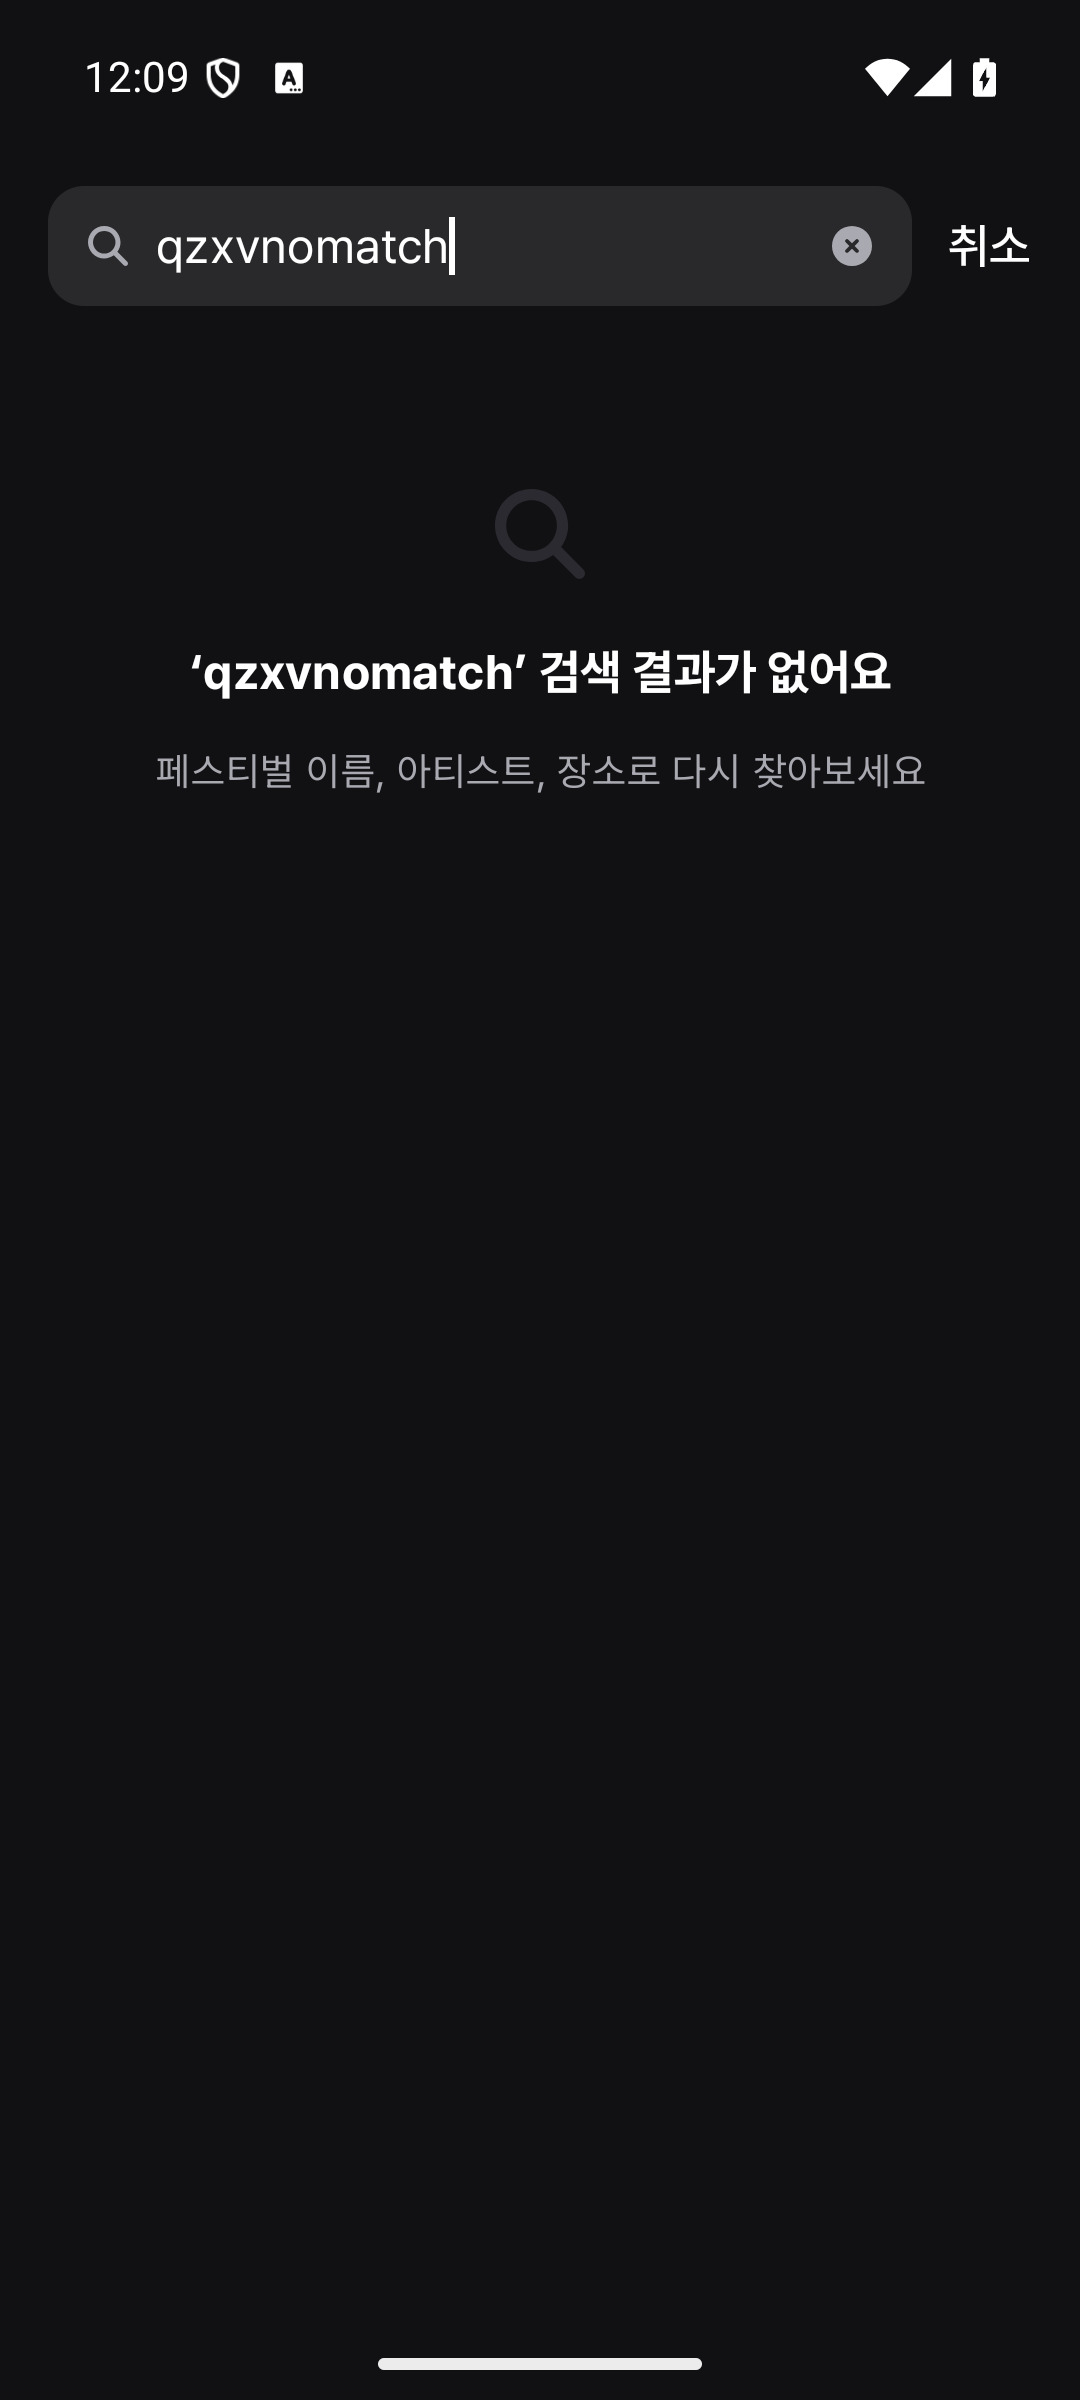 12:09
qzxvnomatch
취소
‘qzxvnomatch’ 검색 결과가 없어요
페스티벌 이름, 아티스트, 장소로 다시 찾아보세요